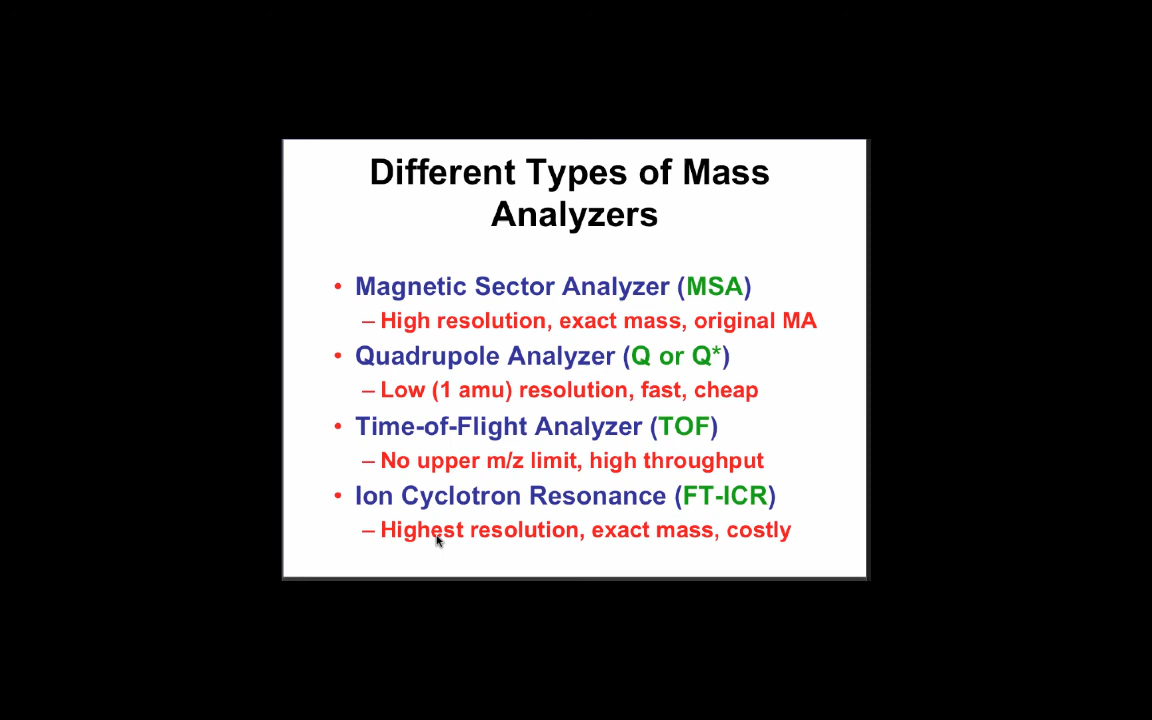 Different Types of Mass
Analyzers
• Magnetic Sector Analyzer (MSA)
– High resolution, exact mass, original MA
• Quadrupole Analyzer (Q or Q*)
– Low (1 amu) resolution, fast, cheap
• Time-of-Flight Analyzer (TOF)
– No upper m/z limit, high throughput
• Ion Cyclotron Resonance (FT-ICR)
– Highest resolution, exact mass, costly